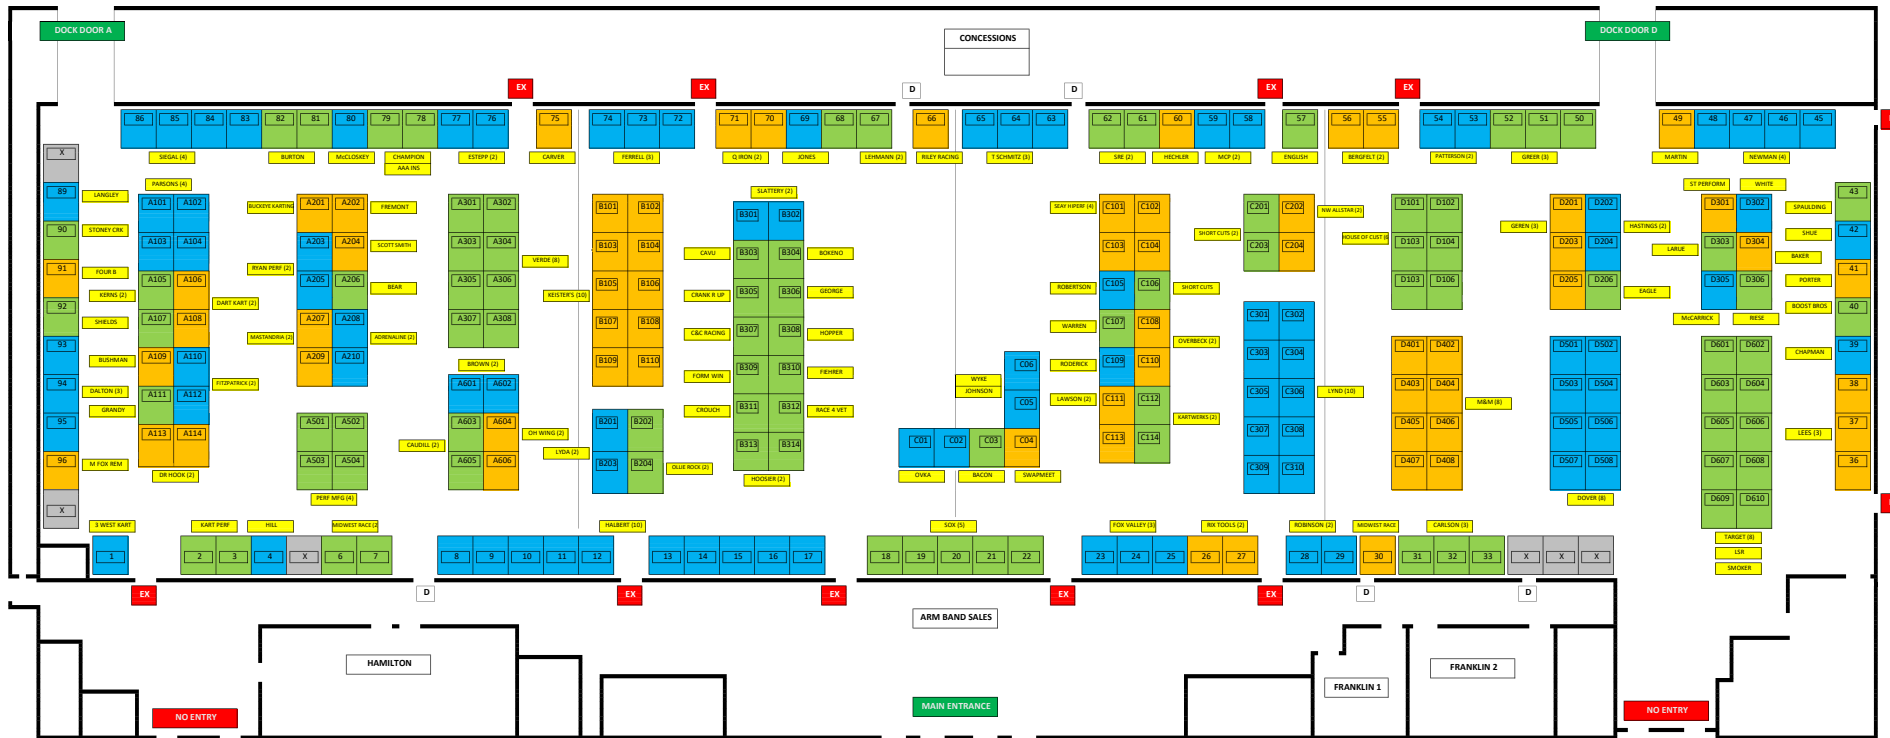 DOCK DOOR A
DOCK DOOR D
CONCESSIONS
EX
EX
D
D
EX
EX
86 85 84 83 82 81 80 79 78 77 76
75
74 73 72
71 70 69 68 67
66
65 64 63
62 61 60 59 58
57
56 55
54 53 52 51 50
49 48 47 46 45
SIEGAL (4)
BURTON
McCLOSKEY
CHAMPION
AAA INS
ESTEPP (2)
CARVER
FERRELL (3)
Q IRON (2)
JONES
LEHMANN (2)
RILEY RACING
T SCHMITZ (3)
SRE (2)
HECHLER
MCP (2)
ENGLISH
BERGFELT (2)
PATTERSON (2)
GREER (3)
MARTIN
NEWMAN (4)
X
89
90
91
92
93
94
95
96
X
LANGLEY
STONEY CRK
FOUR B
KERNS (2)
SHIELDS
BUSHMAN
DALTON (3)
GRANDY
M FOX REM
PARSONS (4)
A101 A102
A103 A104
A105 A106
A107 A108
A109 A110
A111 A112
A113 A114
DR HOOK (2)
DART KART (2)
FITZPATRICK (2)
BUCKEYE KARTING
RYAN PERF (2)
MASTANDRIA (2)
A201 A202
A203 A204
A205 A206
A207 A208
A209 A210
FREMONT
SCOTT SMITH
BEAR
ADRENALINE (2)
A501 A502
A503 A504
PERF MFG (4)
A301 A302
A303 A304
A305 A306
A307 A308
VERDE (8)
BROWN (2)
A601 A602
A603 A604
A605 A606
CAUDILL (2)
OH WING (2)
B101 B102
B103 B104
B105 B106
B107 B108
B109 B110
KEISTER'S (10)
B201 B202
B203 B204
LYDA (2)
OLLIE ROCK (2)
SLATTERY (2)
B301 B302
B303 B304
B305 B306
B307 B308
B309 B310
B311 B312
B313 B314
CAVU
CRANK R UP
C&C RACING
FORM WIN
CROUCH
BOKENO
GEORGE
HOPPER
FIEHRER
RACE 4 VET
HOOSIER (2)
WYKE
JOHNSON
C06
C05
C01 C02 C03 C04
OVKA
BACON
SWAPMEET
SEAY HIPERF (4)
ROBERTSON
WARREN
RODERICK
LAWSON (2)
C101 C102
C103 C104
C105 C106
C107 C108
C109 C110
C111 C112
C113 C114
SHORT CUTS
OVERBECK (2)
KARTWERKS (2)
SHORT CUTS (2)
C201 C202
C203 C204
NW ALLSTAR (2)
C301 C302
C303 C304
C305 C306
C307 C308
C309 C310
LYND (10)
D101 D102
D103 D104
D105 D106
D401 D402
D403 D404
D405 D406
D407 D408
M&M (8)
GEREN (3)
D201 D202
D203 D204
D205 D206
HASTINGS (2)
EAGLE
D501 D502
D503 D504
D505 D506
D507 D508
DOVER (8)
ST PERFORM
WHITE
LARUE
D301 D302
D303 D304
D305 D306
BAKER
McCARRICK
RIESE
D601 D602
D603 D604
D605 D606
D607 D608
D609 D610
TARGET (8)
LSR
SMOKER
SPAULDING
SHUE
PORTER
BOOST BROS
CHAPMAN
LEES (3)
43
42
41
40
39
38
37
36
3 WEST KART
KART PERF
HILL
MIDWEST RACE (2
HALBERT (10)
SOX (5)
FOX VALLEY (3)
RIX TOOLS (2)
ROBINSON (2)
MIDWEST RACE
CARLSON (3)
1
2 3 4 X 6 7
8 9 10 11 12
13 14 15 16 17
18 19 20 21 22
23 24 25 26 27
28 29
30
31 32 33 X X X
EX
D
EX
EX
EX
EX
D
D
ARM BAND SALES
HAMILTON
FRANKLIN 1
FRANKLIN 2
NO ENTRY
MAIN ENTRANCE
NO ENTRY